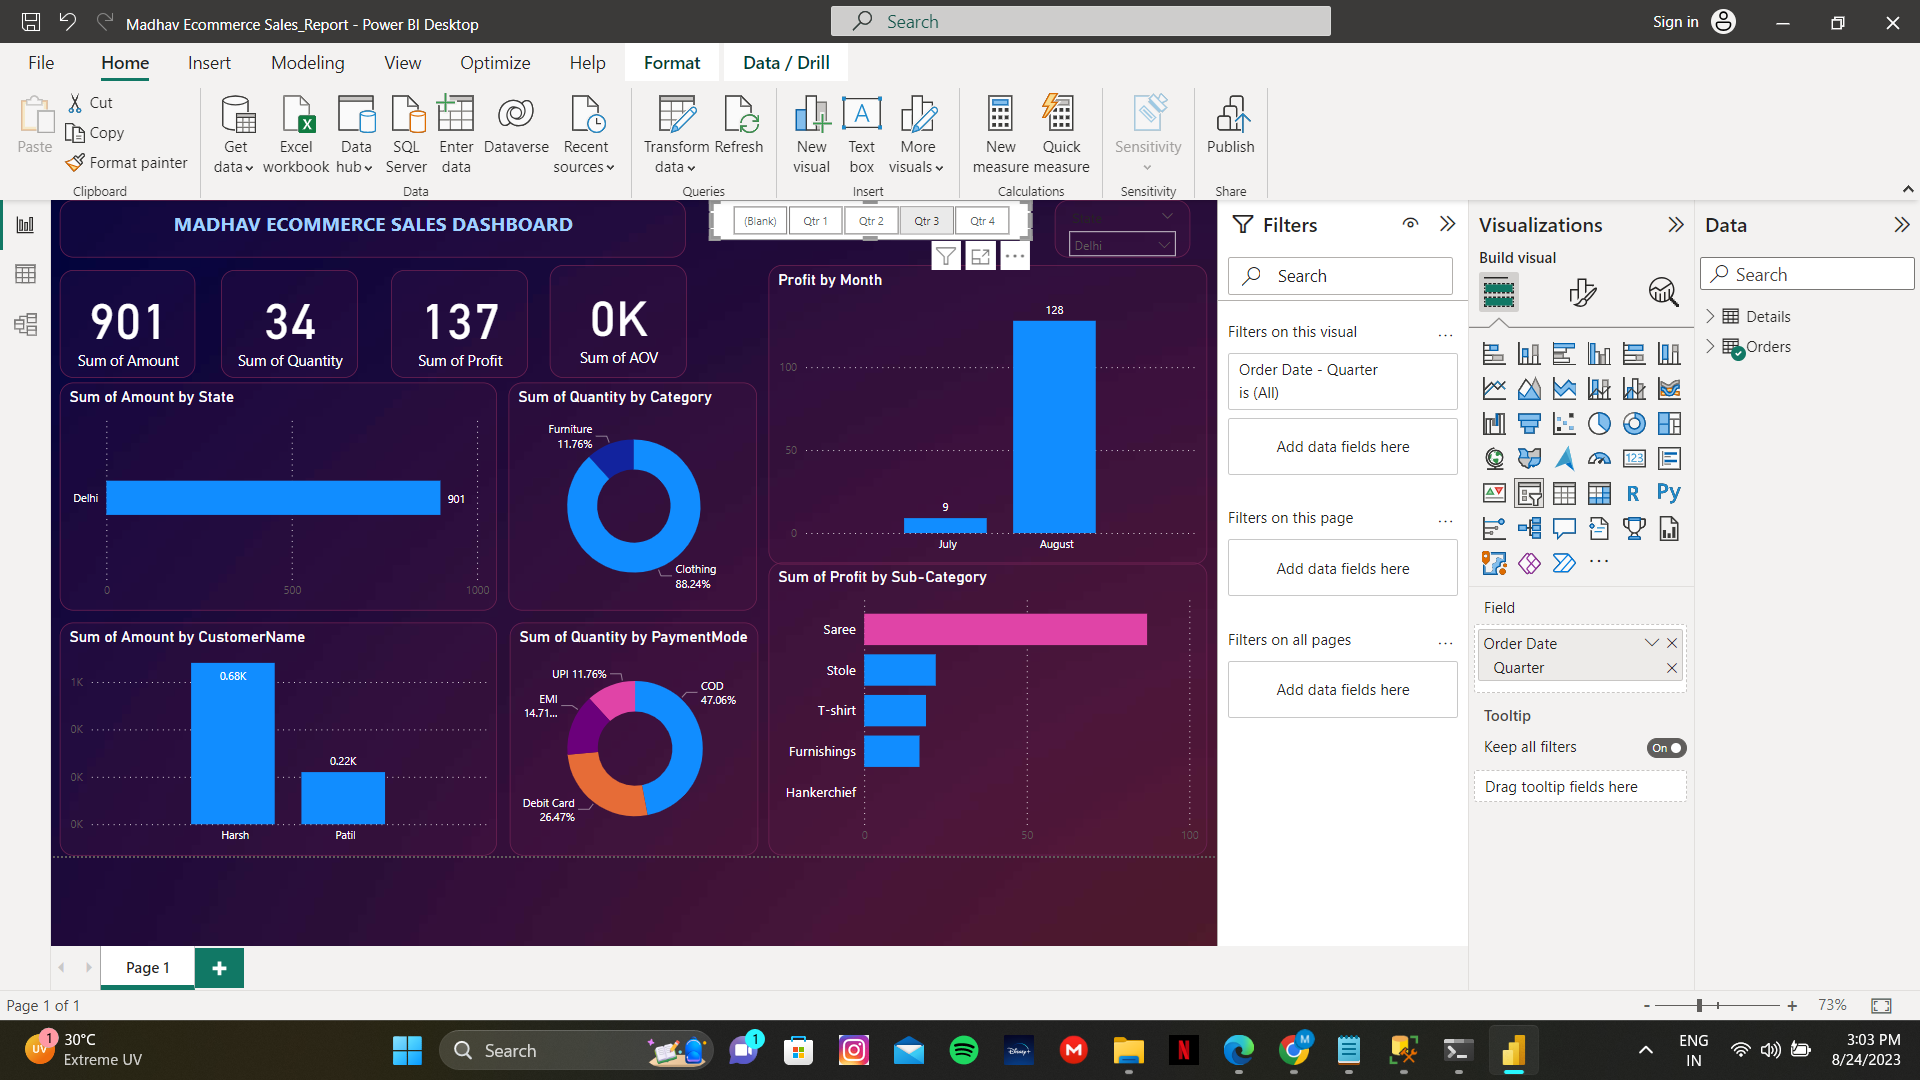 Madhav Ecommerce Sales_Report - Power BI Desktop
Search
Sign in
File Home Insert Modeling View Optimize Help Format Data / Drill
Paste
Cut
Copy
Format painter
Clipboard
Get data
Excel workbook
Data hub
SQL Server
Enter data
Dataverse
Recent sources
Data
Transform data
Refresh
Queries
New visual
Text box
More visuals
Insert
New measure
Quick measure
Calculations
Sensitivity
Sensitivity
Publish
Share
MADHAV ECOMMERCE SALES DASHBOARD
(Blank) Qtr 1 Qtr 2 Qtr 3 Qtr 4
State
Delhi
901
Sum of Amount
34
Sum of Quantity
137
Sum of Profit
0K
Sum of AOV
Sum of Amount by State
Delhi
901
0 500 1000
Sum of Quantity by Category
Furniture
11.76%
Clothing
88.24%
Profit by Month
128
100
50
9
0
July August
Sum of Amount by CustomerName
1K
0.68K
0K
0.22K
0K
0K
Harsh Patil
Sum of Quantity by PaymentMode
UPI 11.76%
COD
47.06%
EMI
14.71...
Debit Card
26.47%
Sum of Profit by Sub-Category
Saree
Stole
T-shirt
Furnishings
Hankerchief
0 50 100
Filters
Search
Filters on this visual
...
Order Date - Quarter
is (All)
Add data fields here
Filters on this page
...
Add data fields here
Filters on all pages
...
Add data fields here
Visualizations
Build visual
123
R
Py
...
Field
Order Date
Quarter
Tooltip
Keep all filters
On
Drag tooltip fields here
Data
Search
Details
Orders
Page 1
Page 1 of 1
- + 73%
UV
1
30°C
Extreme UV
Search
1
Disney+
M
N
M
ENG
IN
3:03 PM
8/24/2023